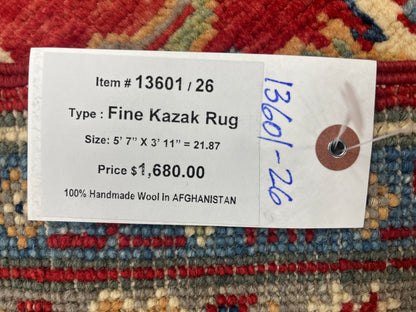 Item # 13601 / 26
Type : Fine Kazak Rug
Size: 5' 7" X 3' 11" = 21.87
Price $1,680.00
100% Handmade Wool In AFGHANISTAN
13601-26